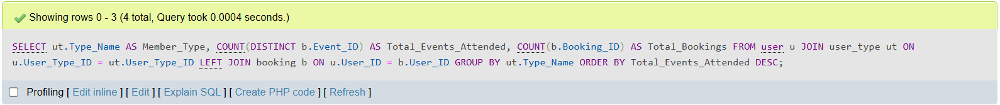 Showing rows 0 - 3 (4 total, Query took 0.0004 seconds.)
SELECT ut.Type_Name AS Member_Type, COUNT(DISTINCT b.Event_ID) AS Total_Events_Attended, COUNT(b.Booking_ID) AS Total_Bookings FROM user u JOIN user_type ut ON
u.User_Type_ID = ut.User_Type_ID LEFT JOIN booking b ON u.User_ID = b.User_ID GROUP BY ut.Type_Name ORDER BY Total_Events_Attended DESC;
Profiling [ Edit inline ] [ Edit ] [ Explain SQL ] [ Create PHP code ] [ Refresh ]